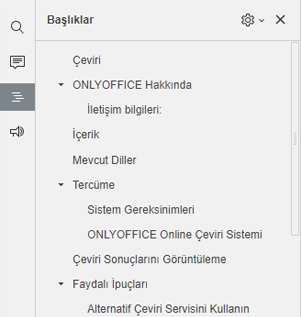 Başlıklar
Çeviri
ONLYOFFICE Hakkında
İletişim bilgileri:
İçerik
Mevcut Diller
Tercüme
Sistem Gereksinimleri
ONLYOFFICE Online Çeviri Sistemi
Çeviri Sonuçlarını Görüntüleme
Faydalı İpuçları
Alternatif Çeviri Servisini Kullanın